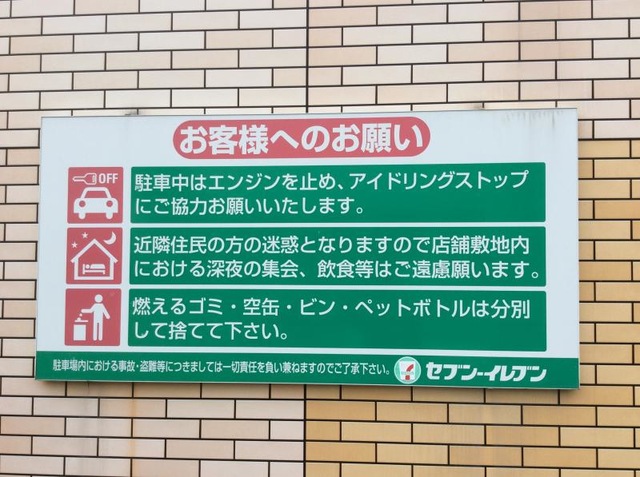 お客様へのお願い
OFF
駐車中はエンジンを止め、アイドリングストップ
にご協力お願いいたします。
近隣住民の方の迷惑となりますので店舗敷地内
における深夜の集会、飲食等はご遠慮願います。
燃えるゴミ・空缶・ビン・ペットボトルは分別
して捨てて下さい。
駐車場内における事故・盗難等につきましては一切責任を負い兼ねますのでご了承下さい。
セブン-イレブン